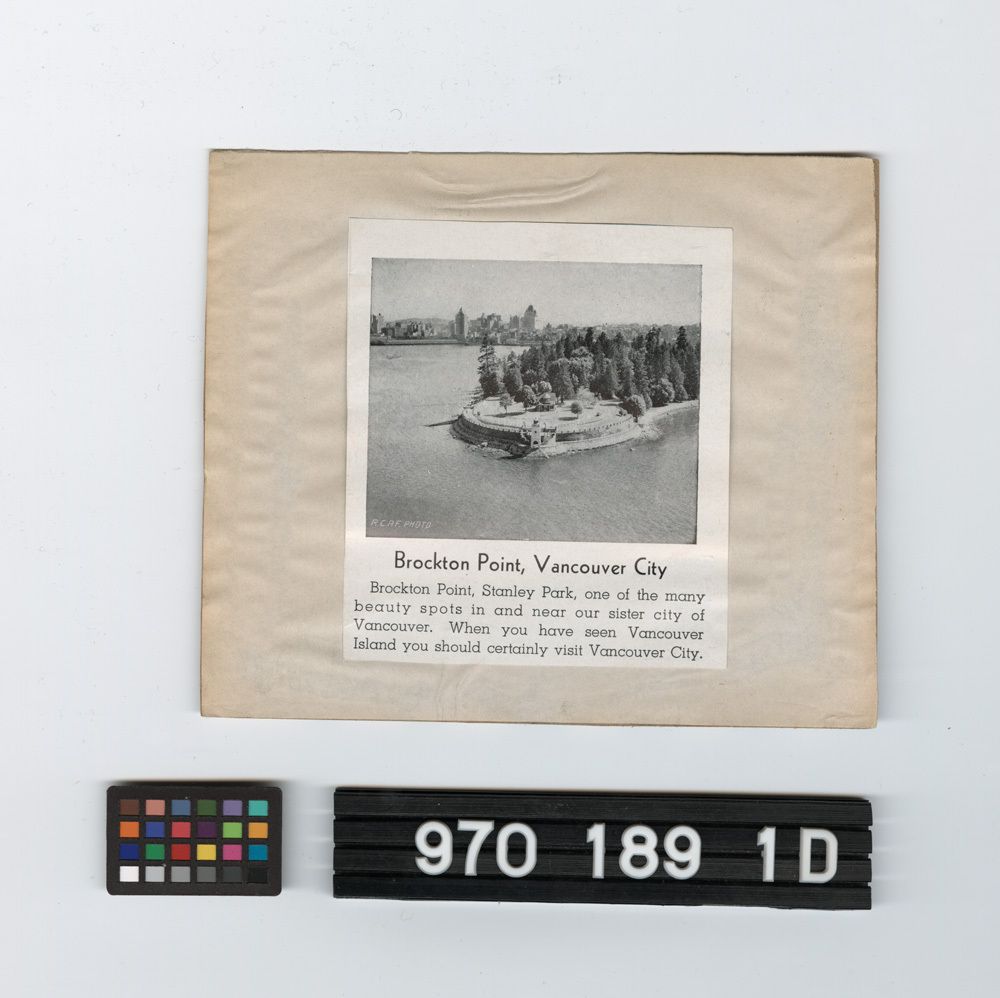 R.C.A.F. PHOTO
Brockton Point, Vancouver City
Brockton Point, Stanley Park, one of the many
beauty spots in and near our sister city of
Vancouver. When you have seen Vancouver
Island you should certainly visit Vancouver City.
970 189 1D